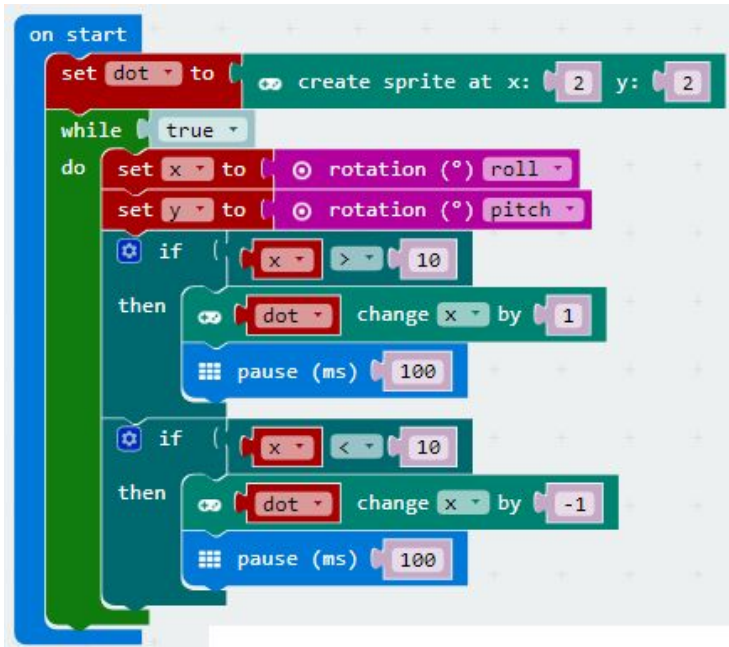 on start
set dot to create sprite at x: 2 y: 2
while true
do set x to rotation (°) roll
set y to rotation (°) pitch
if x > 10
then dot change x by 1
pause (ms) 100
if x < 10
then dot change x by -1
pause (ms) 100